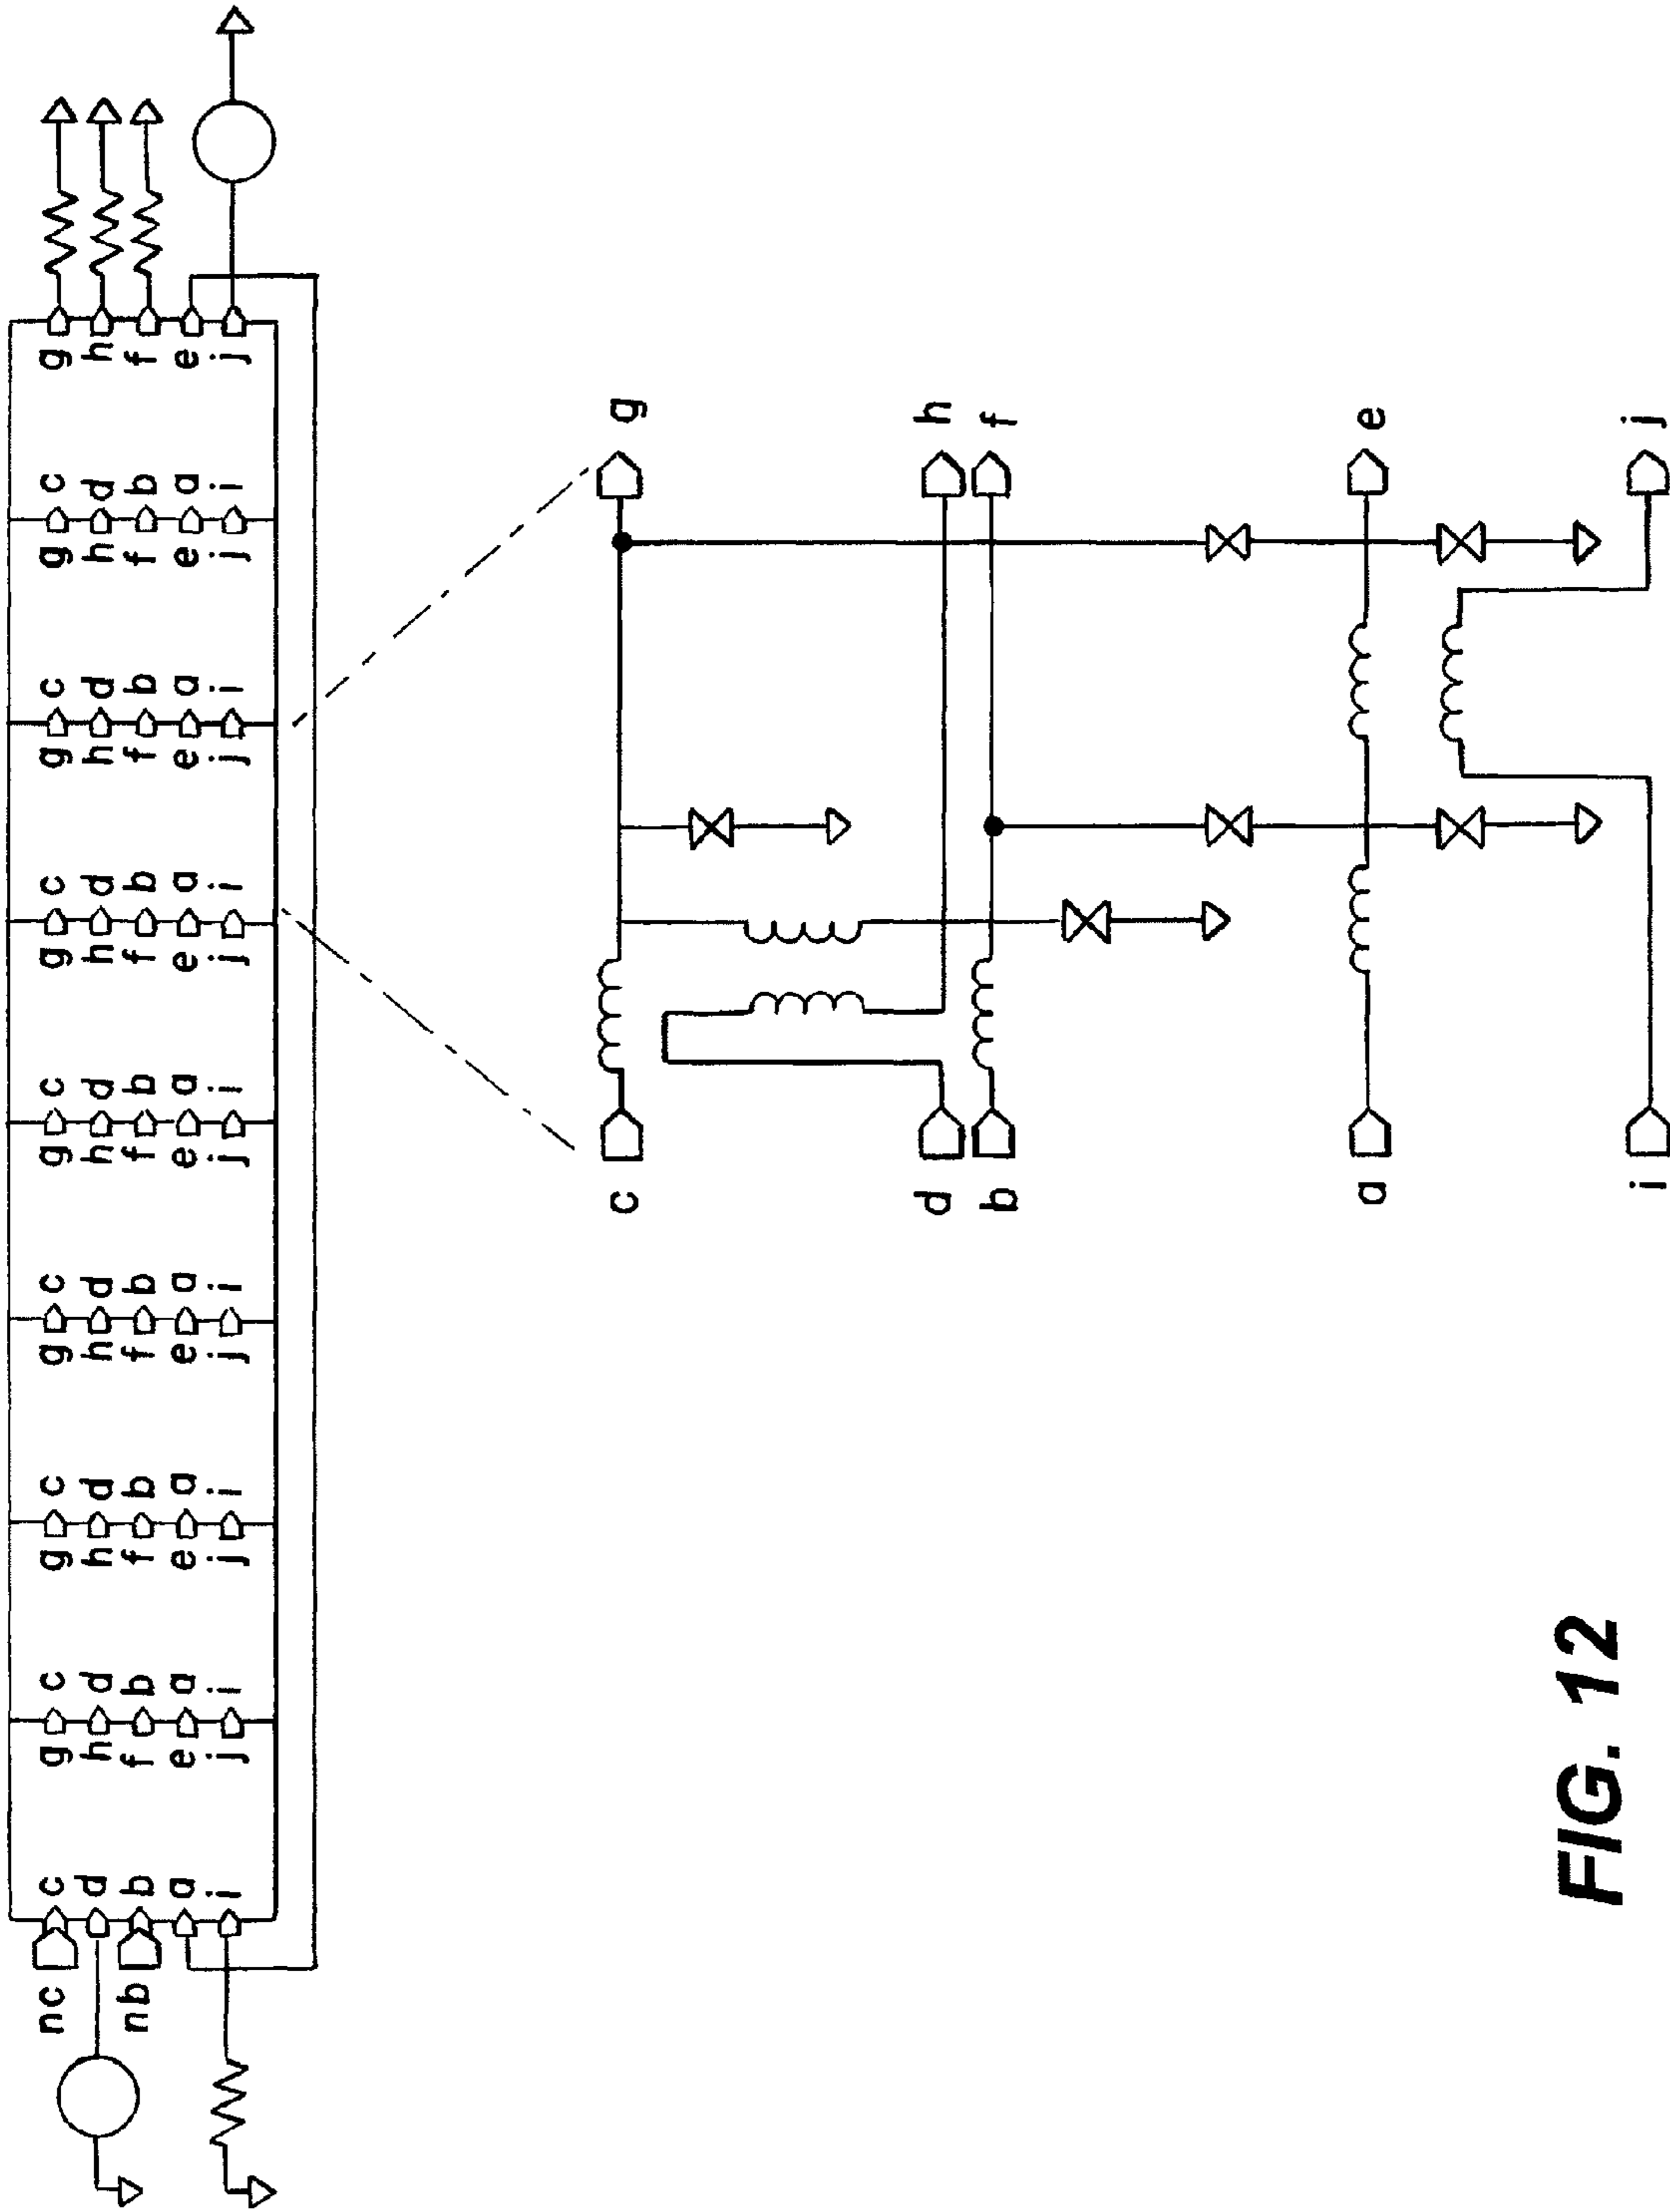 nc c g c g c g c g c g c g c g c g
d h d h d h d h d h d h d h d h
nb b f b f b f b f b f b f b f b f
a e a e a e a e a e a e a e a e
i j i j i j i j i j i j i j i j
c g
d h
b f
a e
i j
FIG. 12